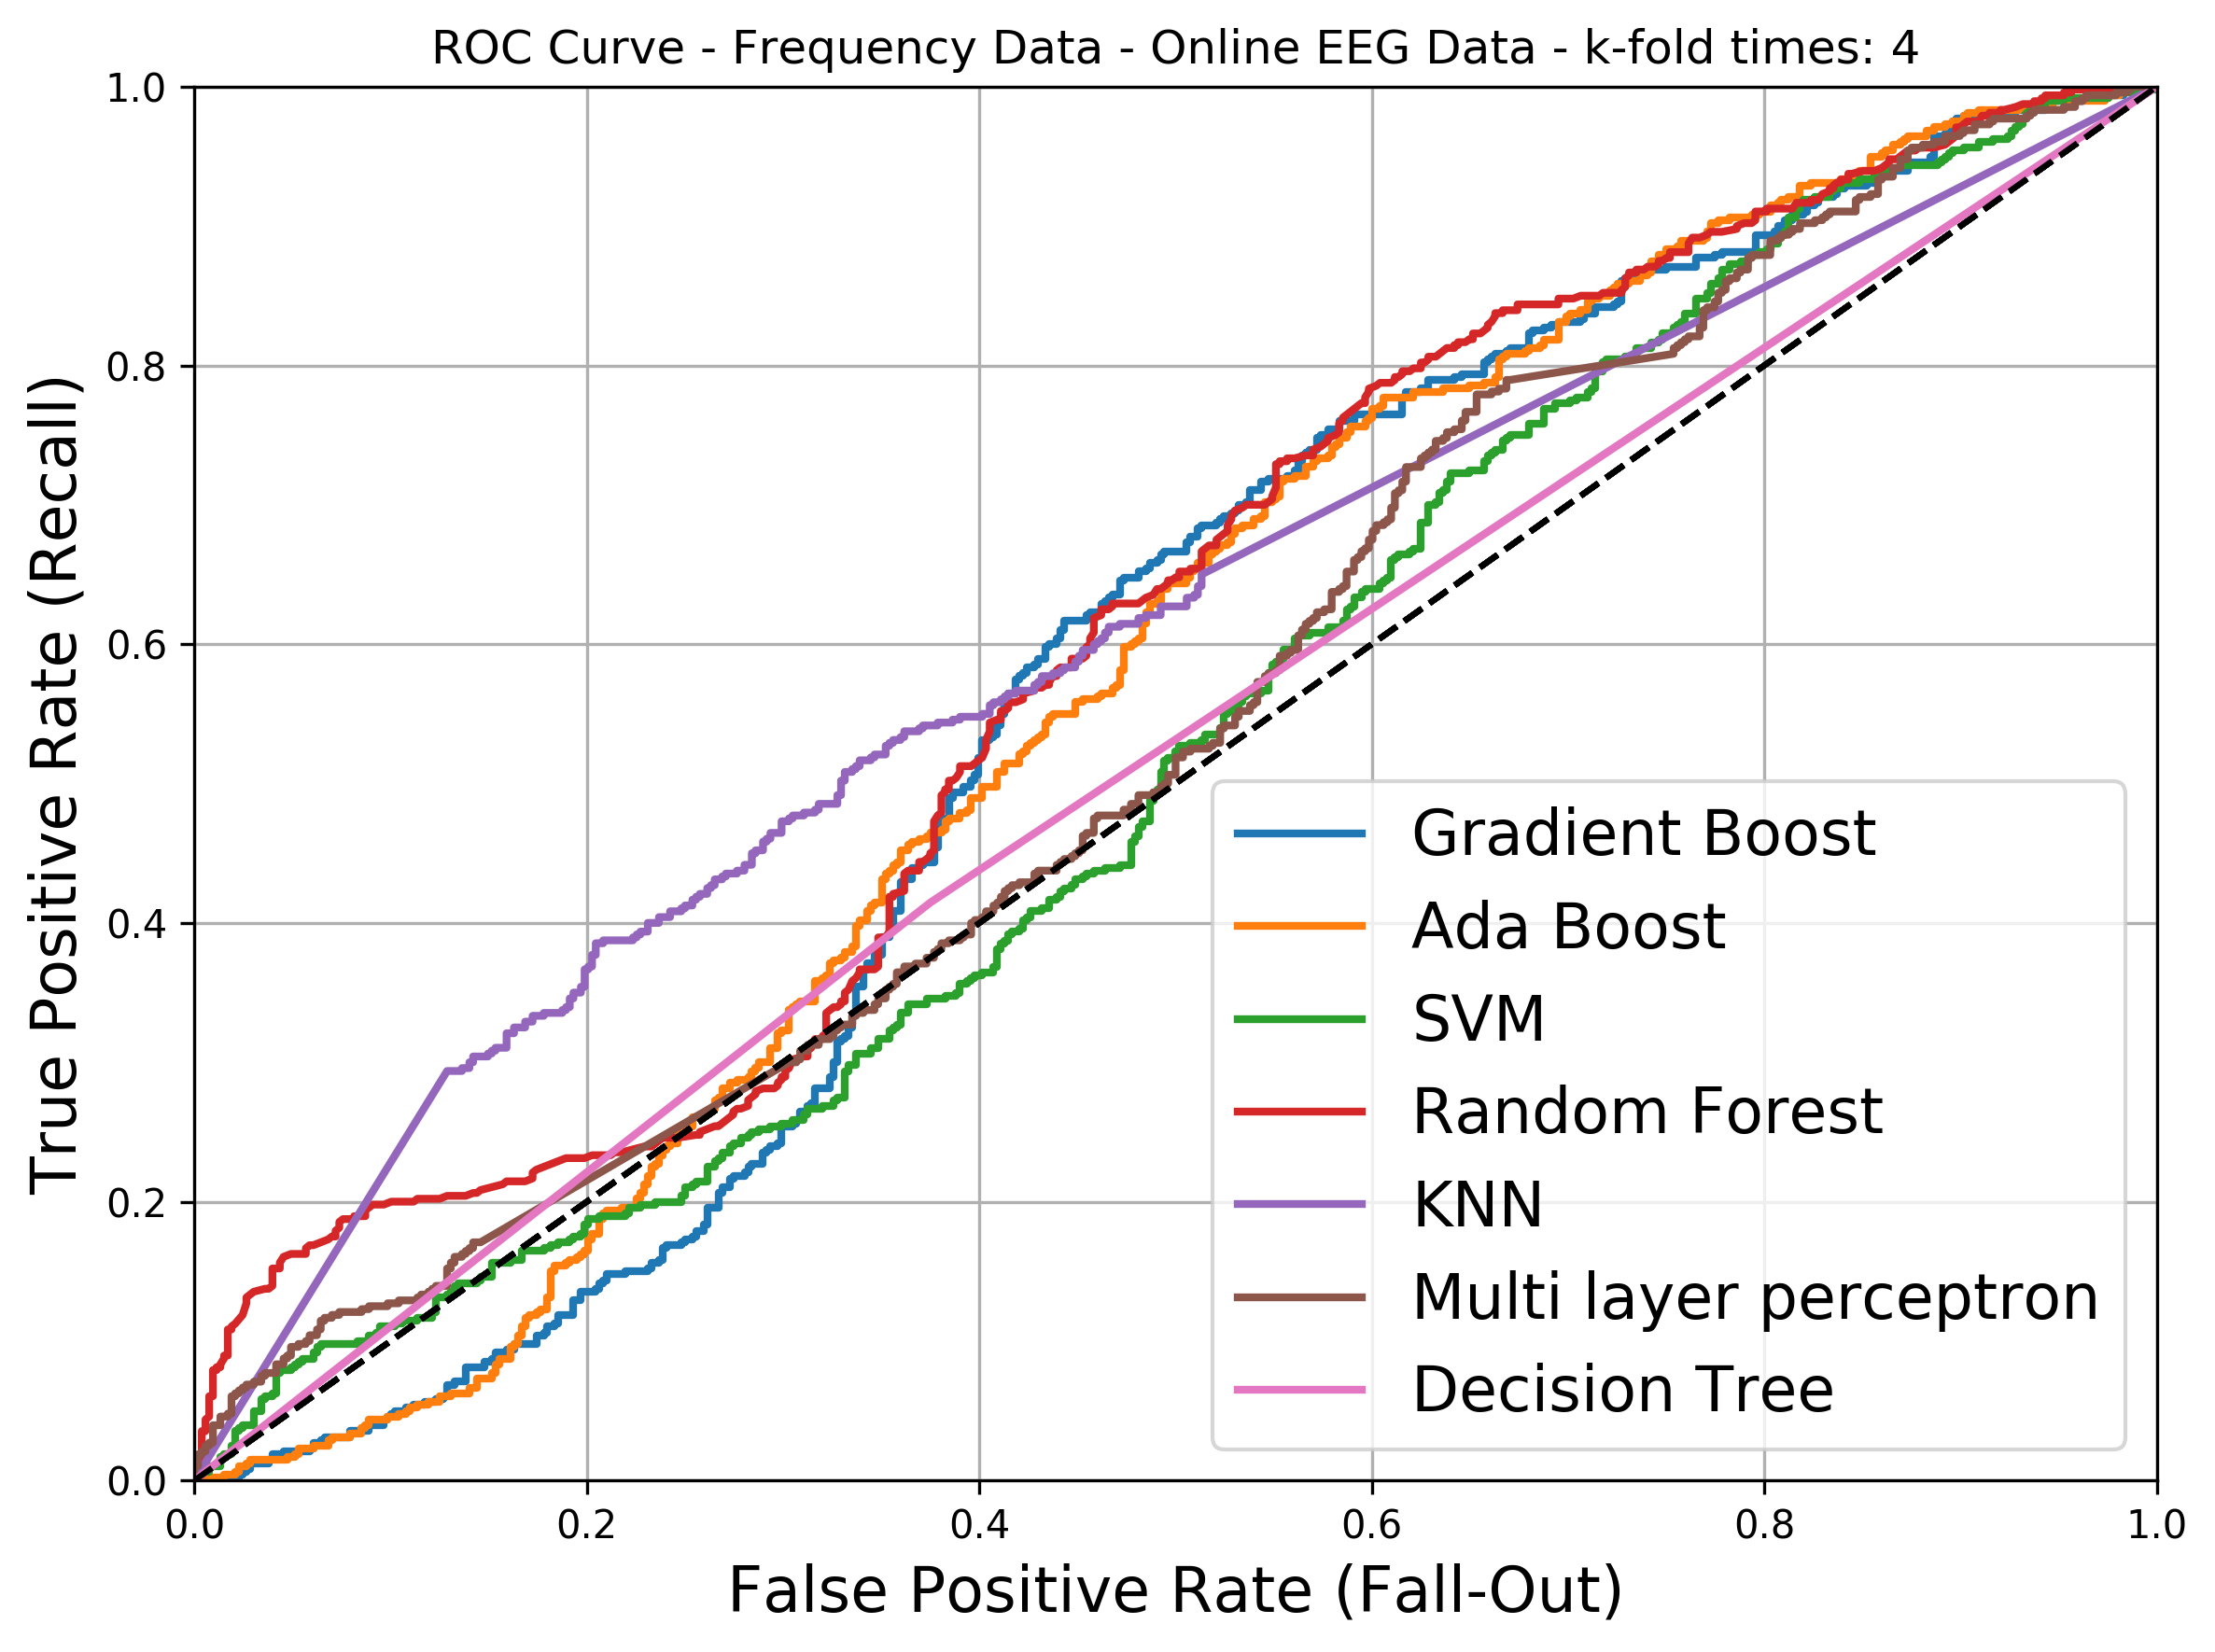 ROC Curve - Frequency Data - Online EEG Data - k-fold times: 4
True Positive Rate (Recall)
1.0
0.8
0.6
0.4
0.2
0.0
Gradient Boost
Ada Boost
SVM
Random Forest
KNN
Multi layer perceptron
Decision Tree
0.0 0.2 0.4 0.6 0.8 1.0
False Positive Rate (Fall-Out)